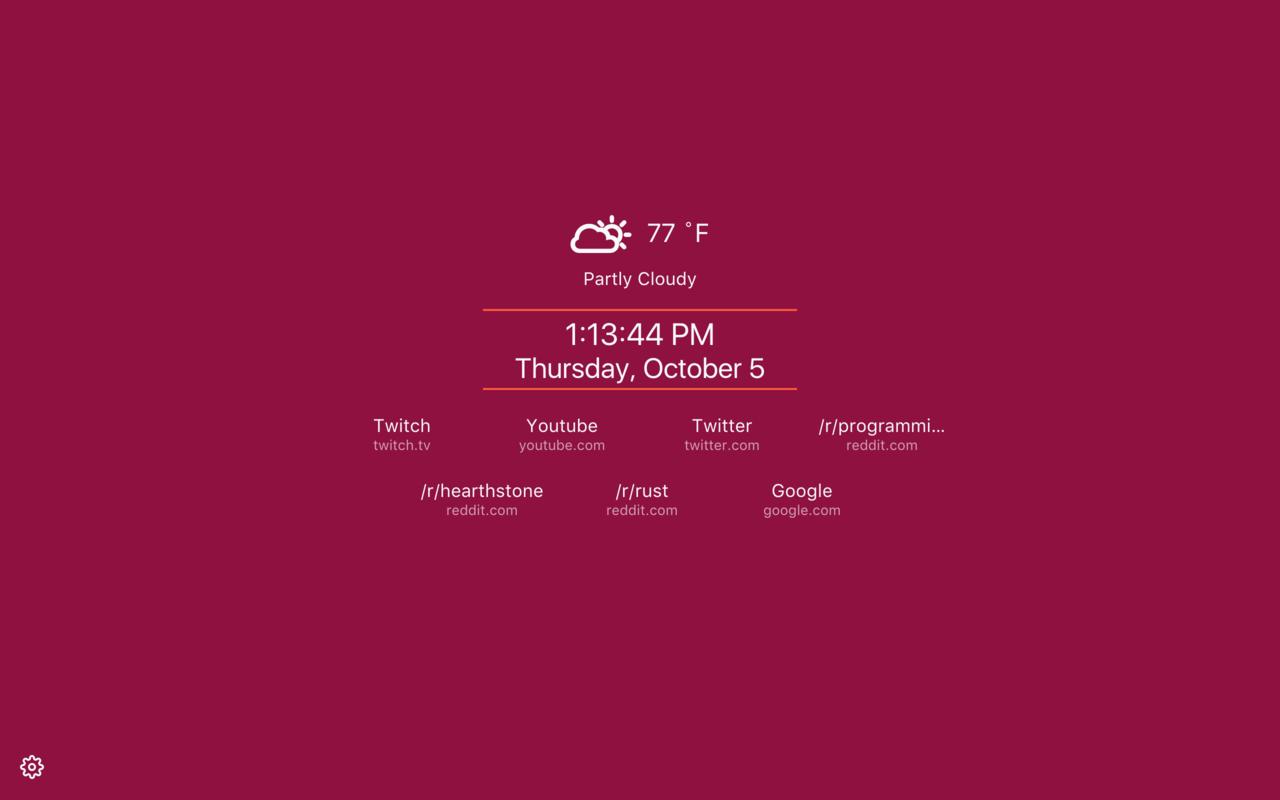 77 °F
Partly Cloudy
1:13:44 PM
Thursday, October 5
Twitch Youtube Twitter /r/programmi...
twitch.tv youtube.com twitter.com reddit.com
/r/hearthstone /r/rust Google
reddit.com reddit.com google.com